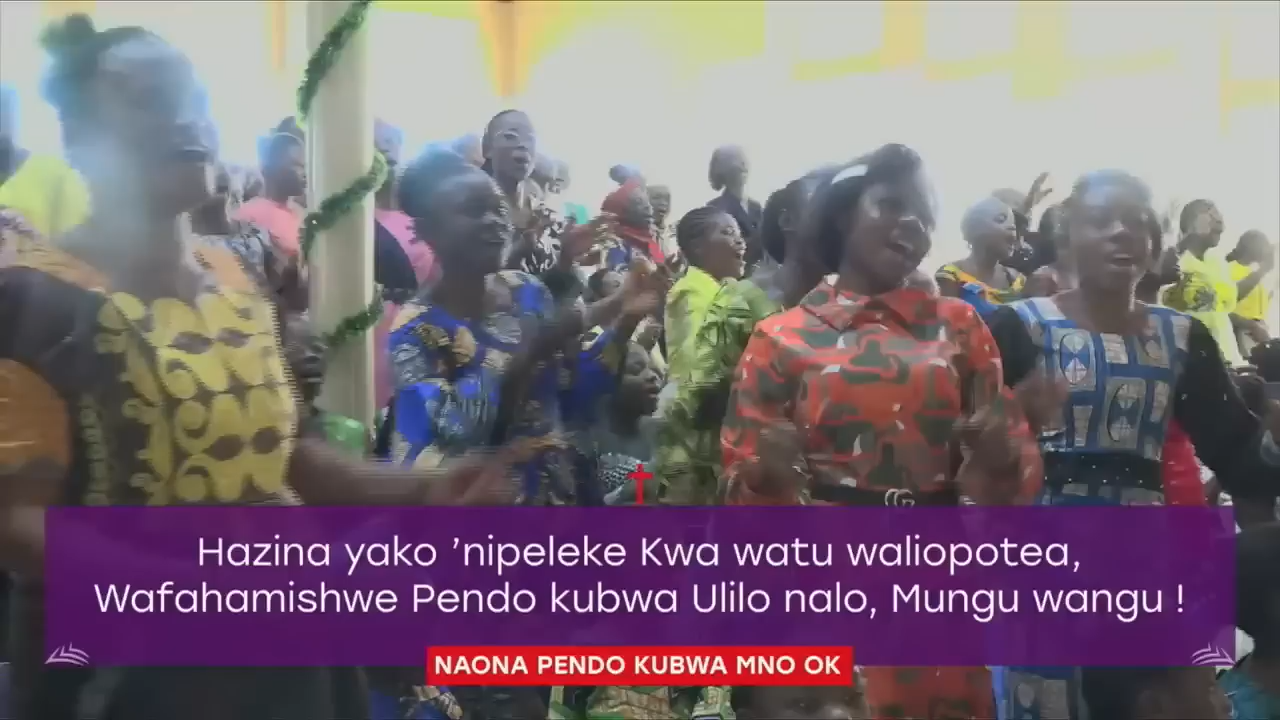 Hazina yako ’nipeleke Kwa watu waliopotea,
Wafahamishwe Pendo kubwa Ulilo nalo, Mungu wangu !
NAONA PENDO KUBWA MNO OK